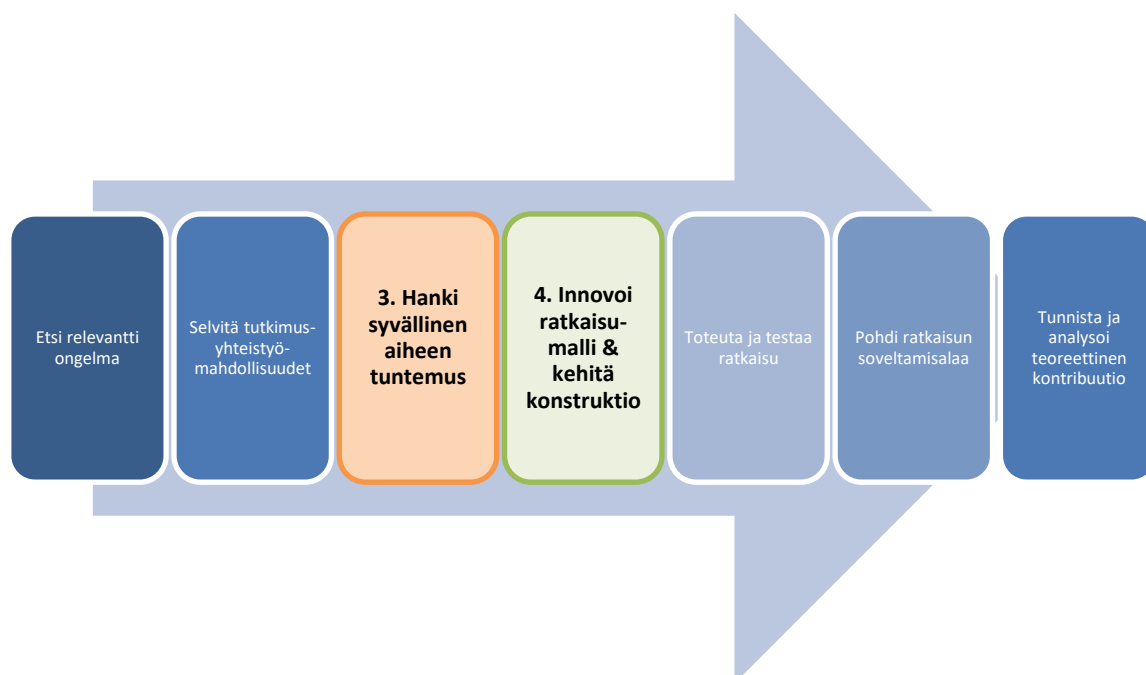 Etsi relevantti
ongelma
Selvitä tutkimus-
yhteistyö-
mahdollisuudet
3. Hanki
syvällinen
aiheen
tuntemus
4. Innovoi
ratkaisu-
malli &
kehitä
konstruktio
Toteuta ja testaa
ratkaisu
Pohdi ratkaisun
soveltamisalaa
Tunnista ja
analysoi
teoreettinen
kontribuutio